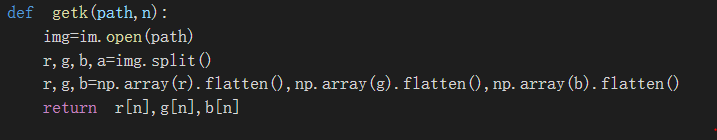 def getk(path,n):
    img=im.open(path)
    r,g,b,a=img.split()
    r,g,b=np.array(r).flatten(),np.array(g).flatten(),np.array(b).flatten()
    return r[n],g[n],b[n]